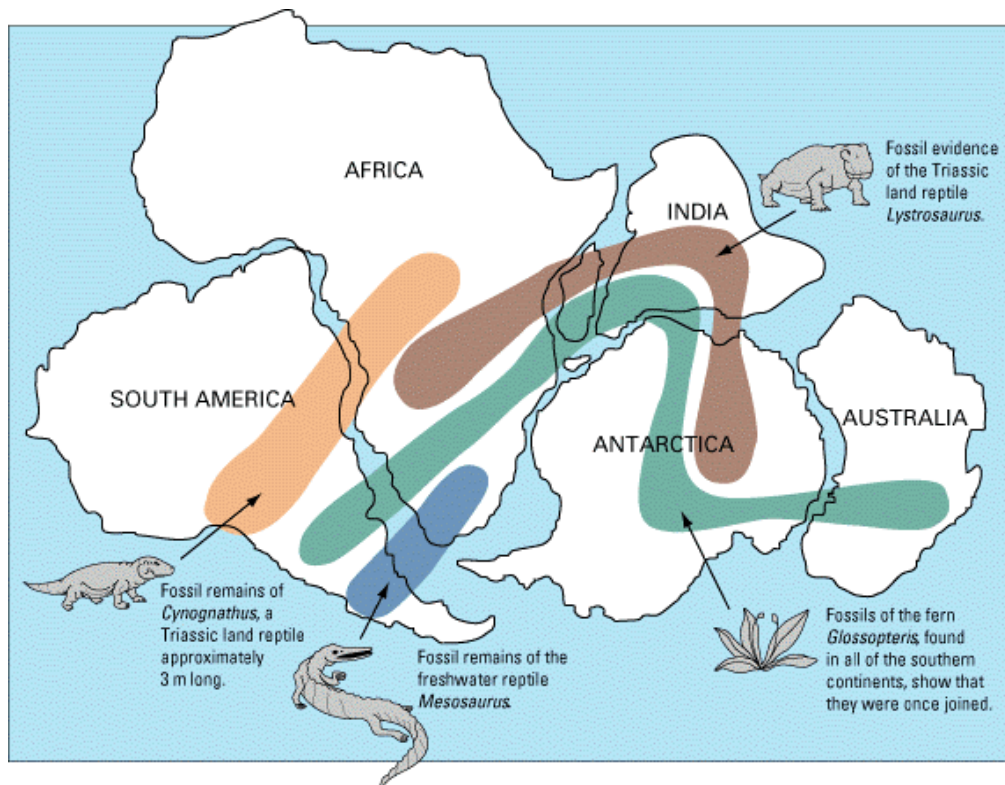 AFRICA
INDIA
Fossil evidence
of the Triassic
land reptile
Lystrosaurus.
SOUTH AMERICA
ANTARCTICA
AUSTRALIA
Fossil remains of
Cynognathus, a
Triassic land reptile
approximately
3 m long.
Fossil remains of the
freshwater reptile
Mesosaurus.
Fossils of the fern
Glossopteris, found
in all of the southern
continents, show that
they were once joined.